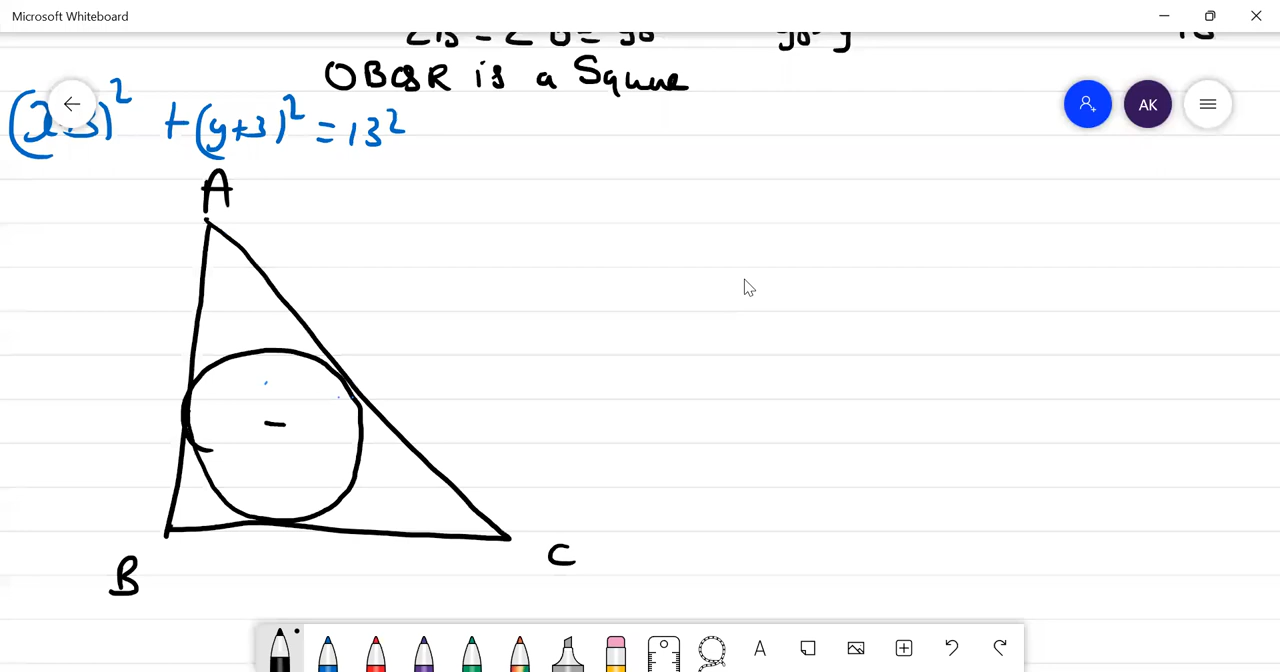 Microsoft Whiteboard
OBQR is a Square
+(y+3)² = 13²
AK
A
B
C
A